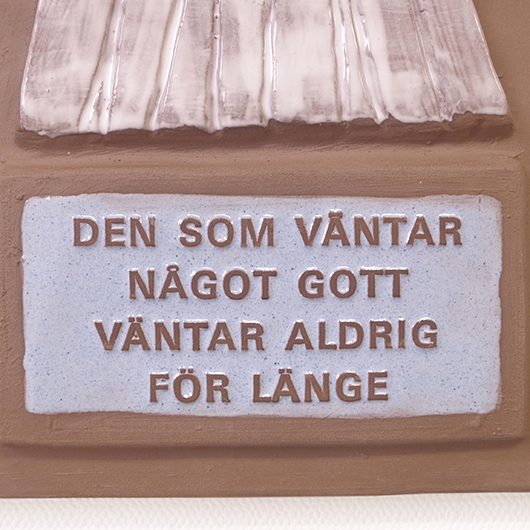 DEN SOM VÄNTAR
NÅGOT GOTT
VÄNTAR ALDRIG
FÖR LÄNGE